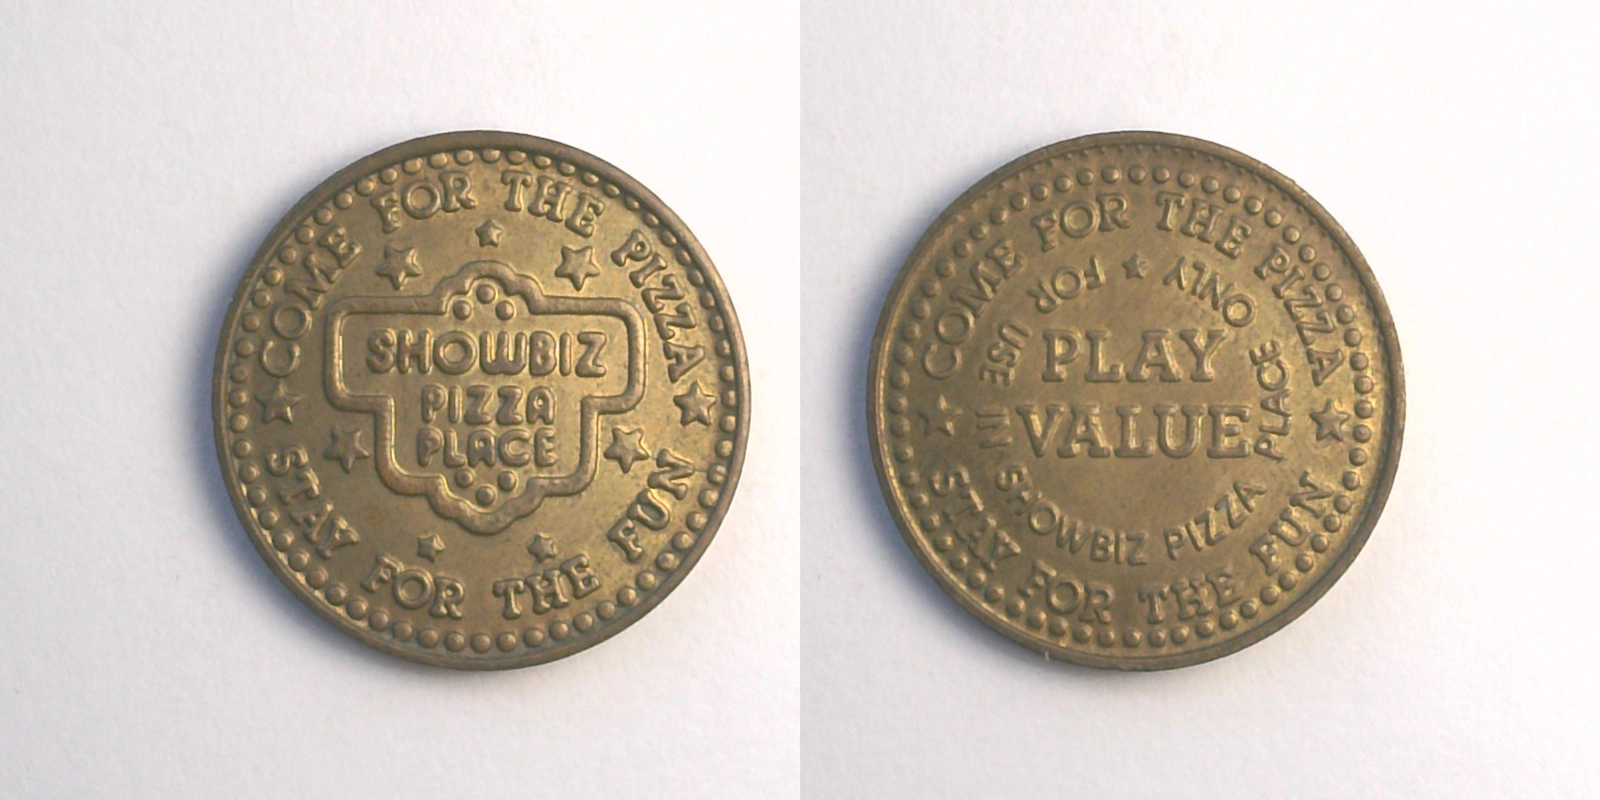 COME FOR THE PIZZA
SHOWBIZ
PIZZA
PLACE
STAY FOR THE FUN
COME FOR THE PIZZA
PLAY
VALUE
FOR USE IN SHOWBIZ PIZZA PLACE ONLY
STAY FOR THE FUN